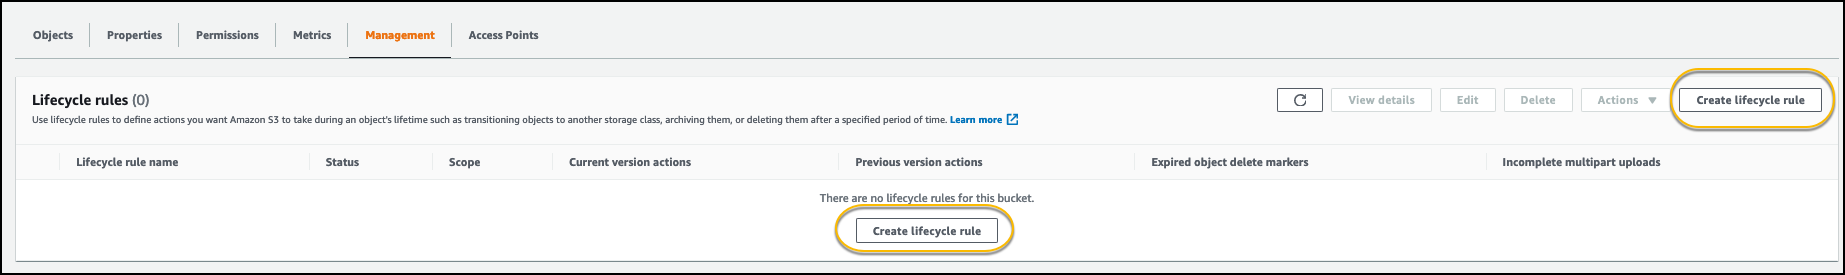 Objects Properties Permissions Metrics Management Access Points
Lifecycle rules (0) View details Edit Delete Actions Create lifecycle rule
Use lifecycle rules to define actions you want Amazon S3 to take during an object's lifetime such as transitioning objects to another storage class, archiving them, or deleting them after a specified period of time. Learn more
Lifecycle rule name Status Scope Current version actions Previous version actions Expired object delete markers Incomplete multipart uploads
There are no lifecycle rules for this bucket.
Create lifecycle rule